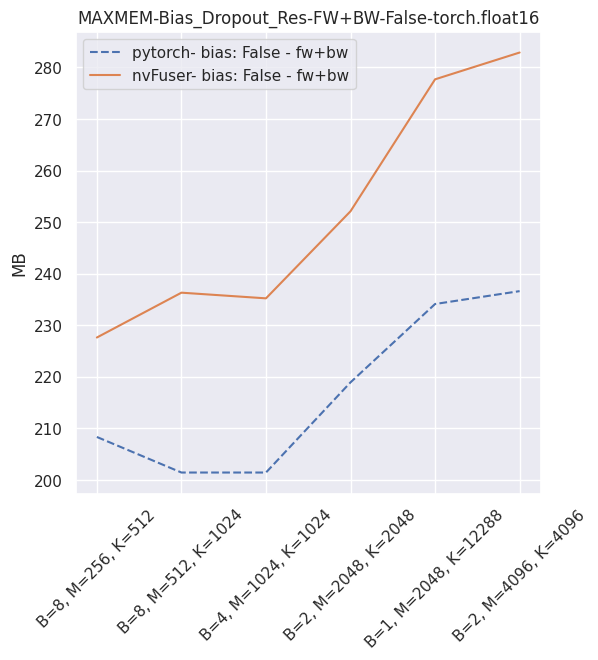 MAXMEM-Bias_Dropout_Res-FW+BW-False-torch.float16
pytorch- bias: False - fw+bw
nvFuser- bias: False - fw+bw
MB
280
270
260
250
240
230
220
210
200
B=8, M=256, K=512
B=8, M=512, K=1024
B=4, M=1024, K=1024
B=2, M=2048, K=2048
B=1, M=2048, K=12288
B=2, M=4096, K=4096